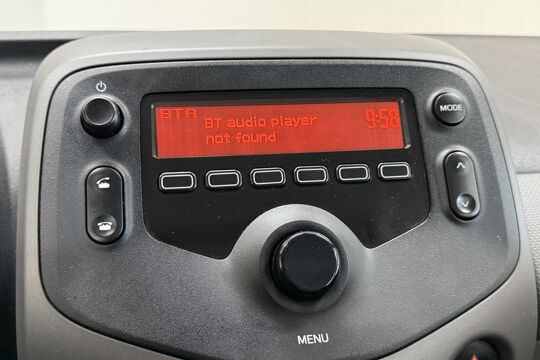 BTA
BT audio player
9:58
not found
MODE
MENU